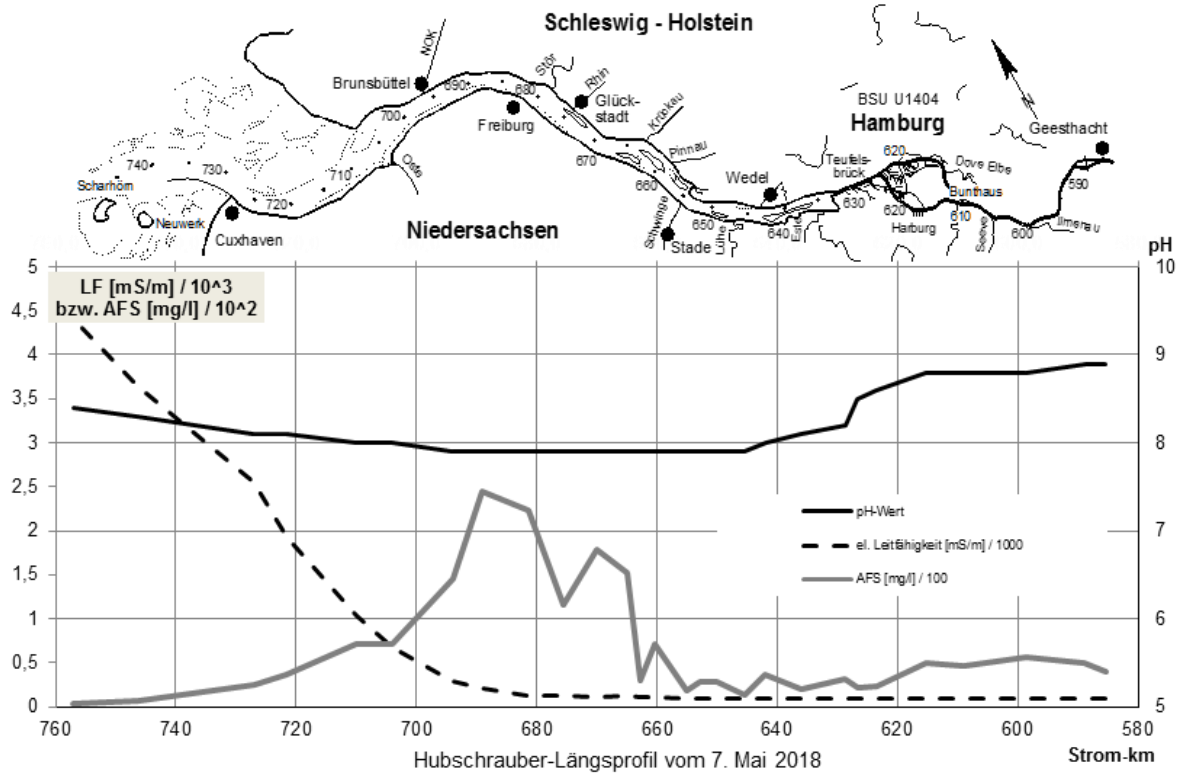 Schleswig - Holstein
NOK
Brunsbüttel
690
680
Stör
Rhin
Glück-
stadt
Krückau
BSU U1404
Hamburg
Geesthacht
N
700
Freiburg
670
Pinnau
Teufels-
brück
620
Dove Elbe
590
740
730
710
Oste
660
Wedel
Bunthaus
Scharhörn
720
650
640
630
620
610
600
Neuwerk
Cuxhaven
Niedersachsen
Schwinge
Stade
Lühe
Este
Harburg
Seeve
Ilmenau
pH
LF [mS/m] / 10^3
bzw. AFS [mg/l] / 10^2
5
4,5
4
3,5
3
2,5
2
1,5
1
0,5
0
10
9
8
7
6
5
pH-Wert
el. Leitfähigkeit [mS/m] / 1000
AFS [mg/l] / 100
760 740 720 700 680 660 640 620 600 580
Hubschrauber-Längsprofil vom 7. Mai 2018
Strom-km